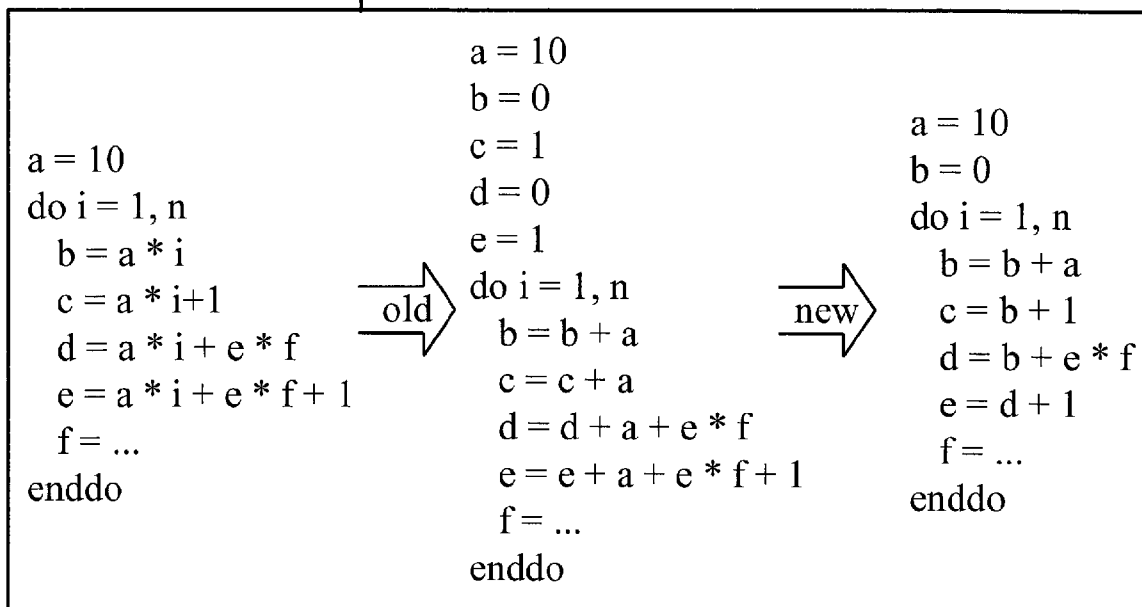 a = 10
do i = 1, n
b = a * i
c = a * i+1
d = a * i + e * f
e = a * i + e * f + 1
f = ...
enddo
old
a = 10
b = 0
c = 1
d = 0
e = 1
do i = 1, n
b = b + a
c = c + a
d = d + a + e * f
e = e + a + e * f + 1
f = ...
enddo
new
a = 10
b = 0
do i = 1, n
b = b + a
c = b + 1
d = b + e * f
e = d + 1
f = ...
enddo